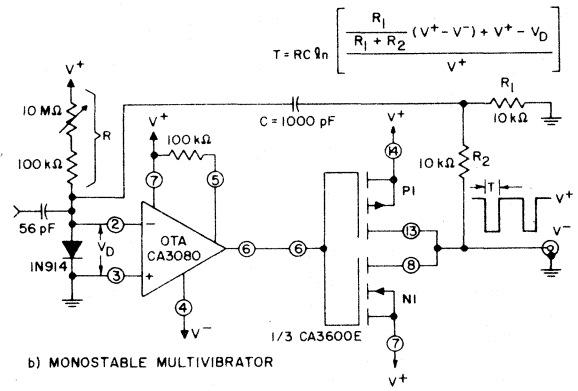 T = RC ln [ R1/(R1 + R2) (V+ − V−) + V+ − VD / V+ ]
V+
10 MΩ
R
100 kΩ
C = 1000 pF
R1
10 kΩ
V+
100 kΩ
V+
14
10 kΩ
R2
P1
T
V+
V−
7
5
13
56 pF
2
−
VD
OTA
CA3080
6
6
8
1N914
3
+
4
V−
N1
1/3 CA3600E
7
V+
b) MONOSTABLE MULTIVIBRATOR